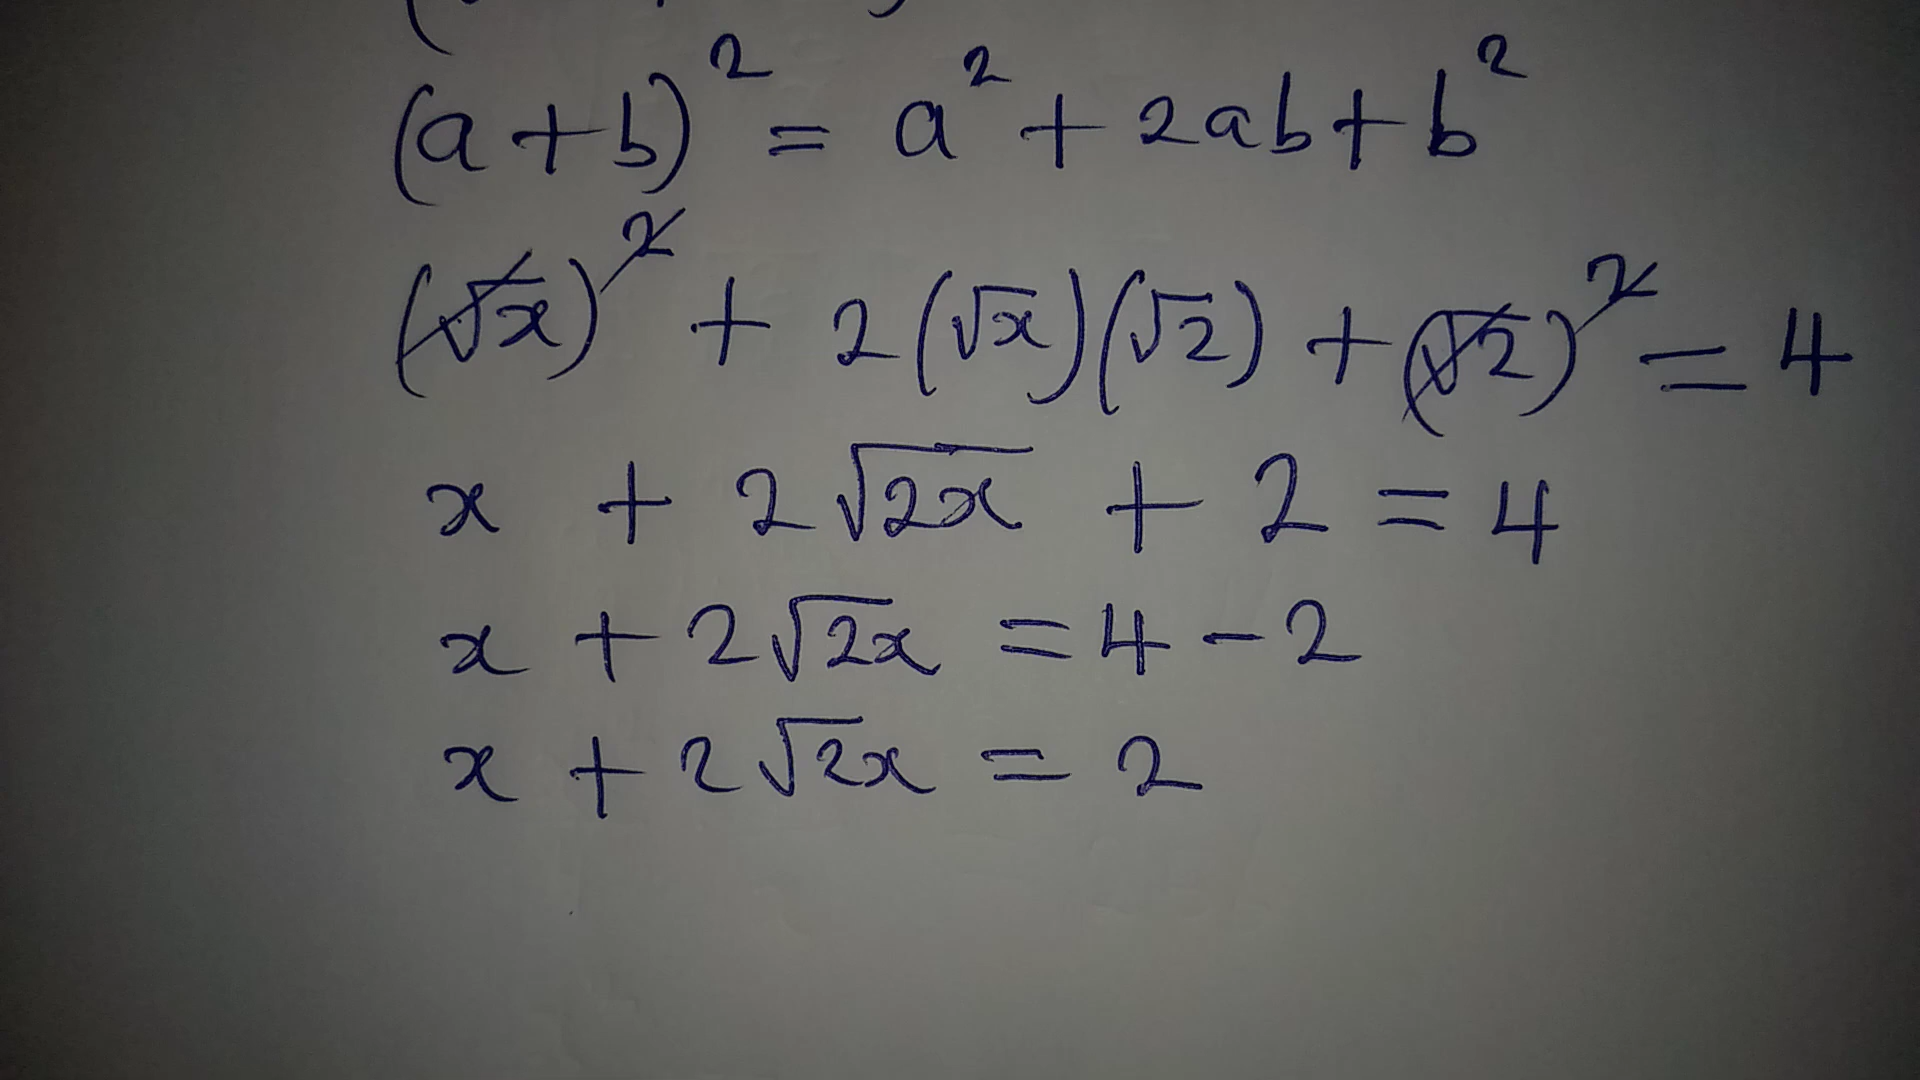 (a+b)² = a² + 2ab + b²
(√x)² + 2(√x)(√2) + (√2)² = 4
x + 2√2x + 2 = 4
x + 2√2x = 4 - 2
x + 2√2x = 2